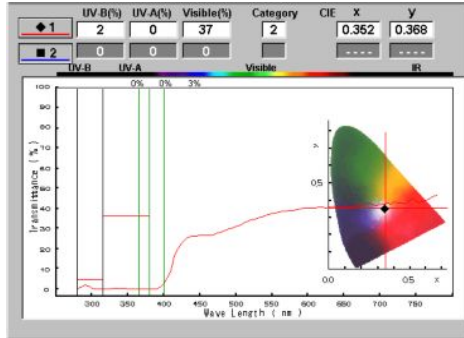 UV-B(%) UV-A(%) Visible(%) Category CIE X y
1 2 0 37 2 0.352 0.368
2 0 0 0 ---- ----
UV-B UV-A Visible IR
0% 0% 3%
Transmittance (%)
100
90
80
70
60
50
40
30
20
10
0
300 350 400 450 500 550 600 650 700 750
Wave Length ( nm )
y
0.5
0.0 0.5 X